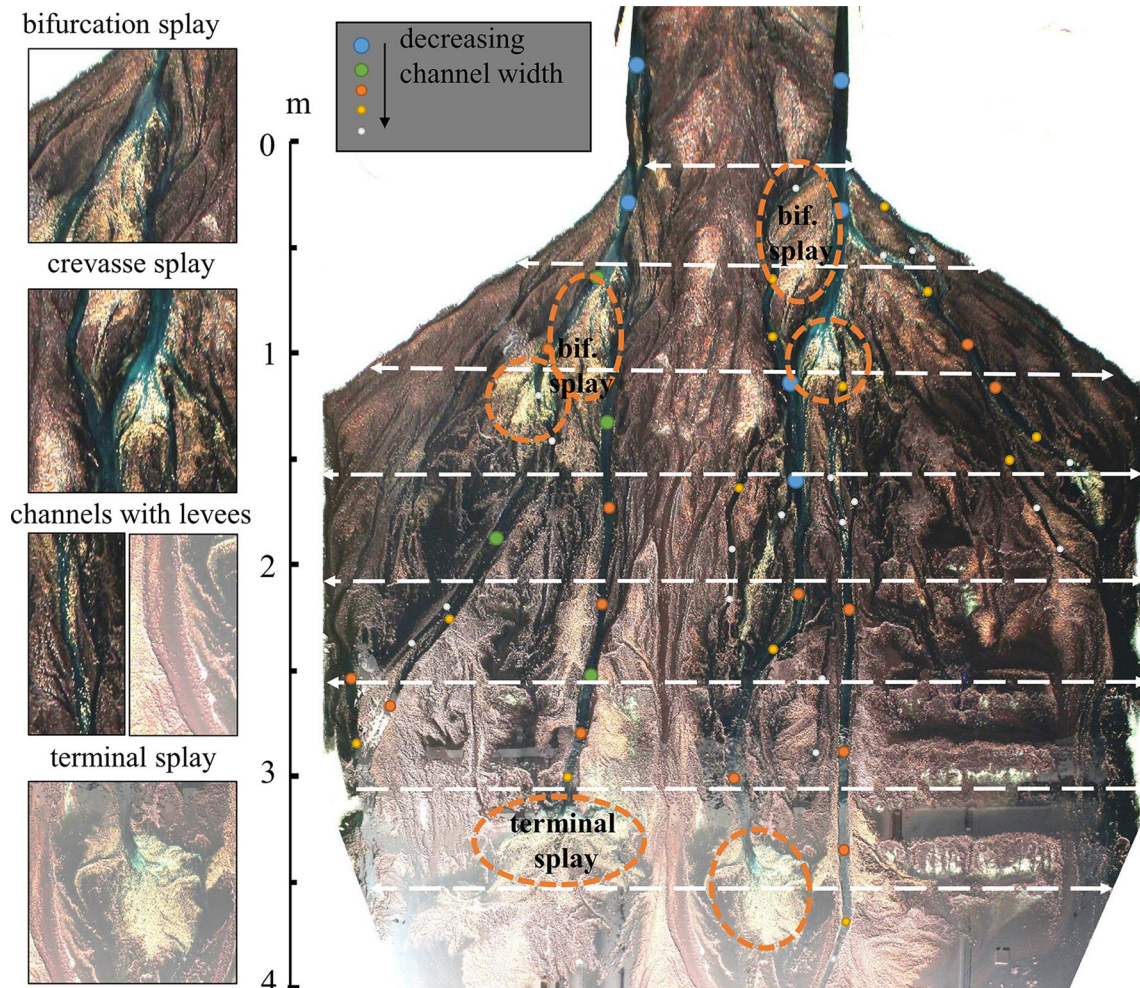 bifurcation splay
crevasse splay
channels with levees
terminal splay
m
0
1
2
3
4
decreasing
channel width
bif.
splay
bif.
splay
terminal
splay